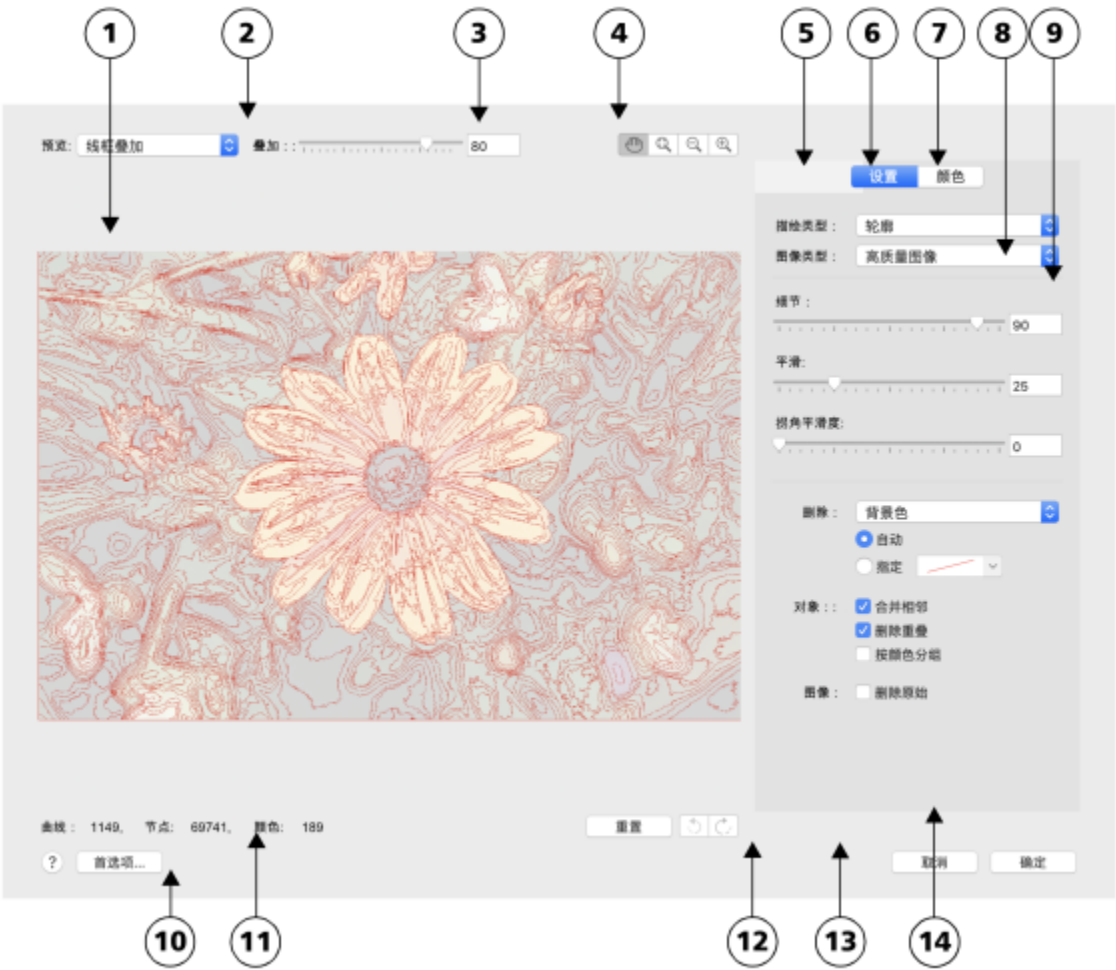 1 2 3 4 5 6 7 8 9
预览: 线框叠加 叠加: : 80
设置 颜色
描绘类型: 轮廓
图像类型: 高质量图像
细节:
90
平滑:
25
拐角平滑度:
0
删除: 背景色
自动
指定
对象: : 合并相邻
删除重叠
按颜色分组
图像: 删除原始
曲线: 1149, 节点: 69741, 颜色: 189 重置
? 首选项... 取消 确定
10 11 12 13 14